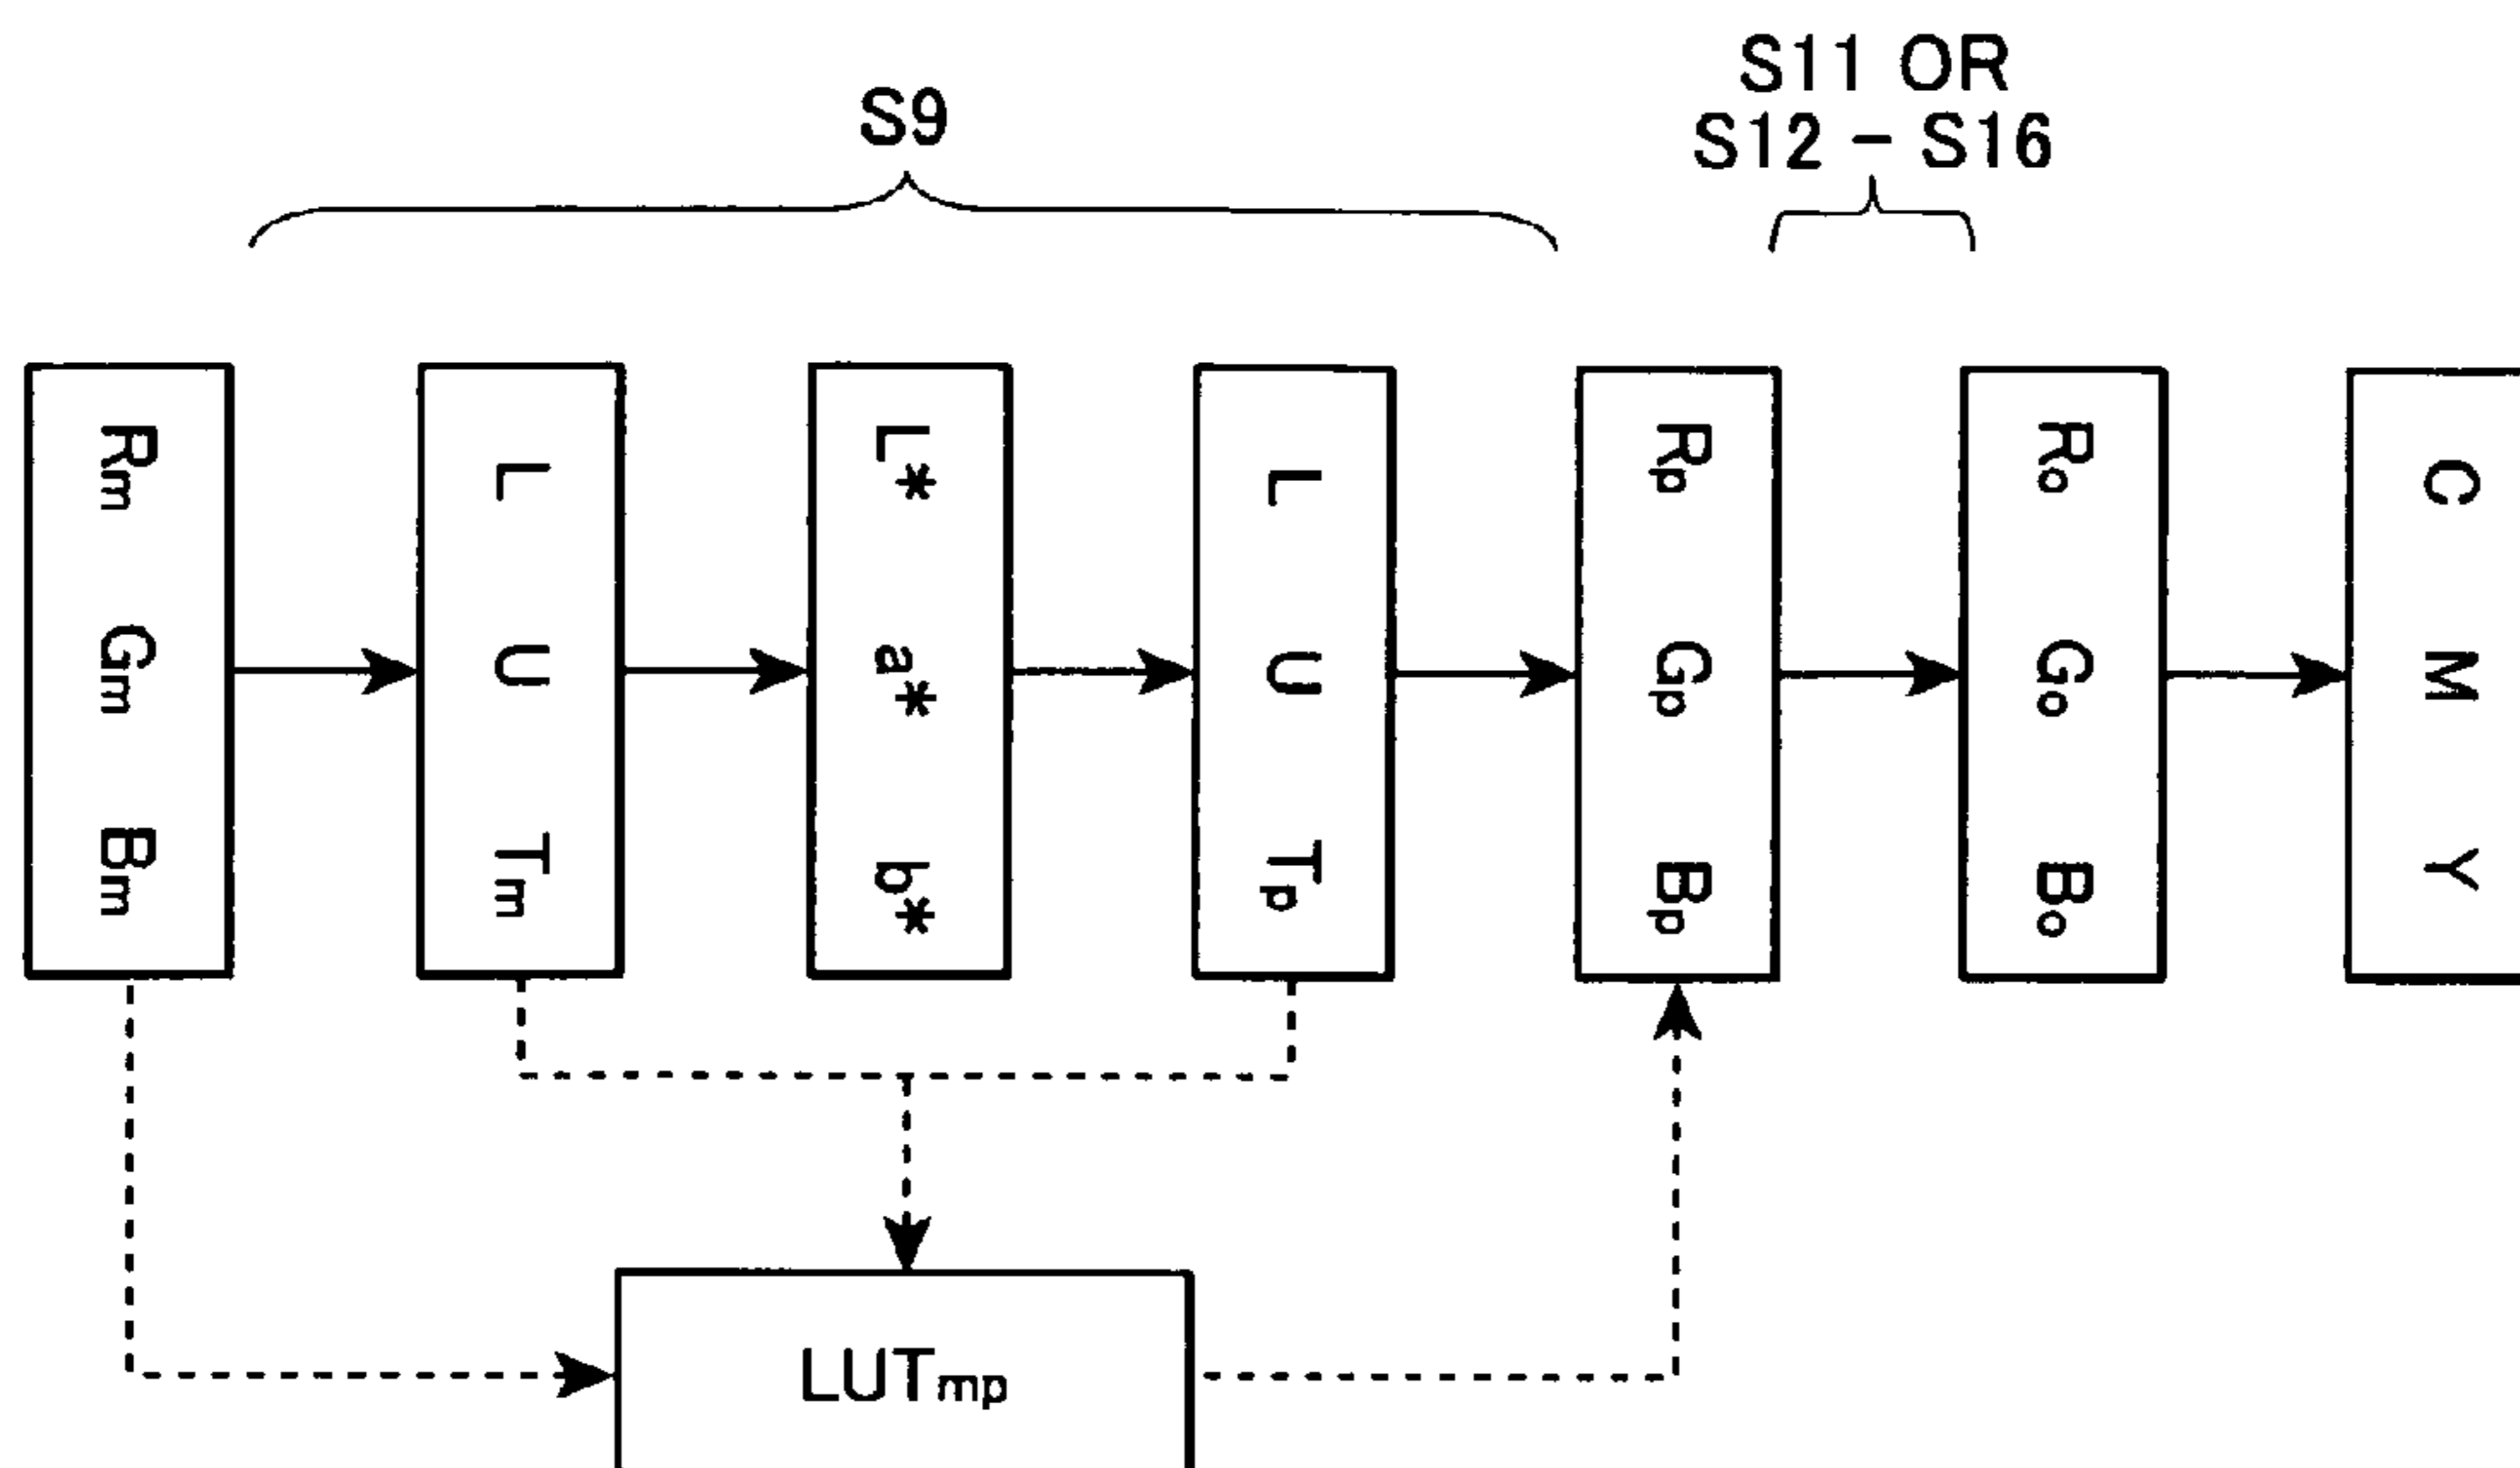 S9
S11 OR
S12 - S16
Rm Gm Bm
L U Tm
L* a* b*
L U Tp
Rp Gp Bp
Ro Go Bo
C M Y
LUTmp